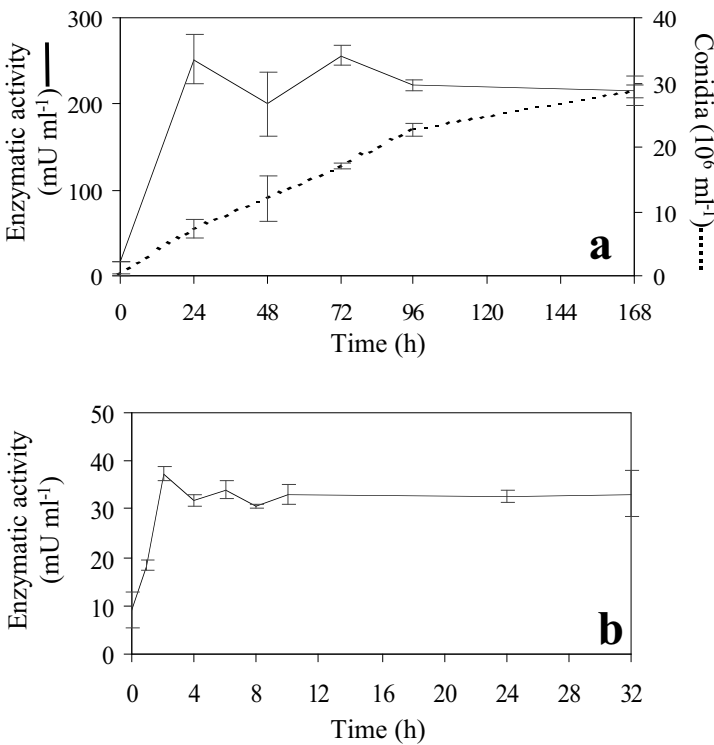 300
200
100
0
Enzymatic activity
(mU ml-1)
40
30
20
10
0
Conidia (10⁶ ml-1)
a
0 24 48 72 96 120 144 168
Time (h)
50
40
30
20
10
0
Enzymatic activity
(mU ml-1)
b
0 4 8 12 16 20 24 28 32
Time (h)